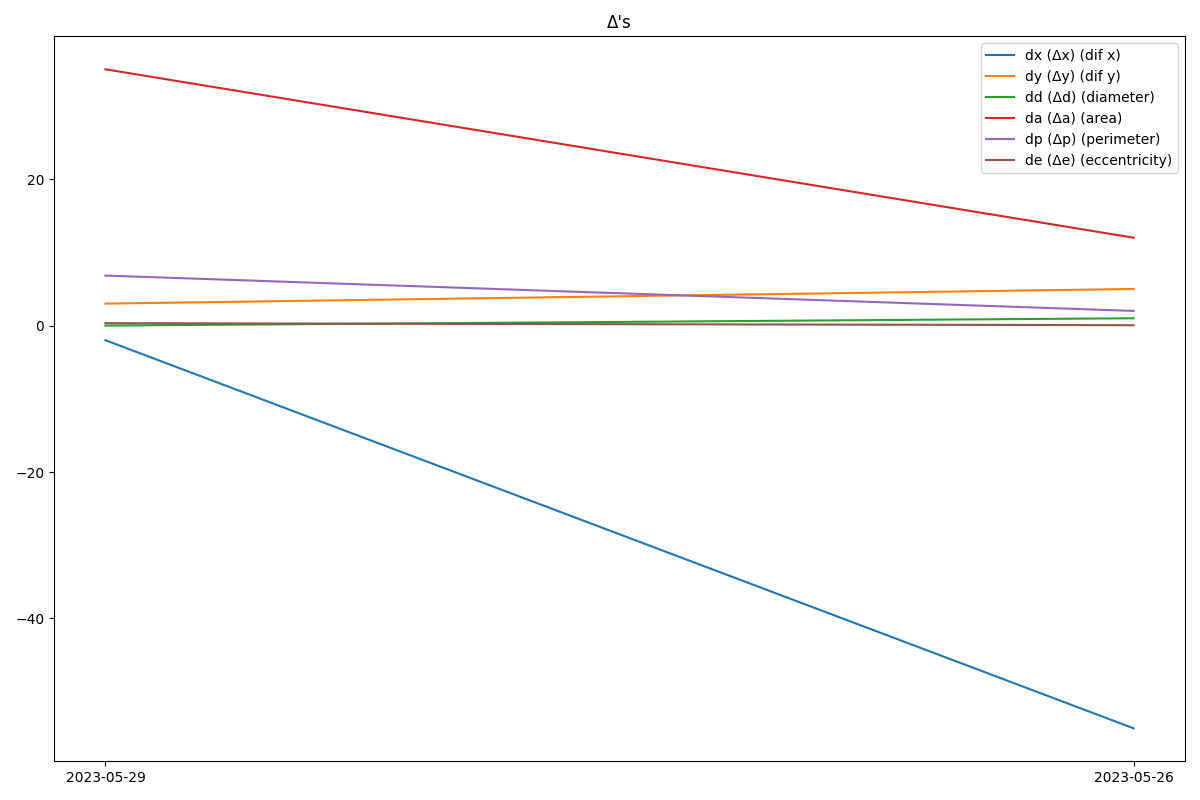 Δ's
dx (Δx) (dif x)
dy (Δy) (dif y)
dd (Δd) (diameter)
da (Δa) (area)
dp (Δp) (perimeter)
de (Δe) (eccentricity)
20
0
−20
−40
2023-05-29
2023-05-26